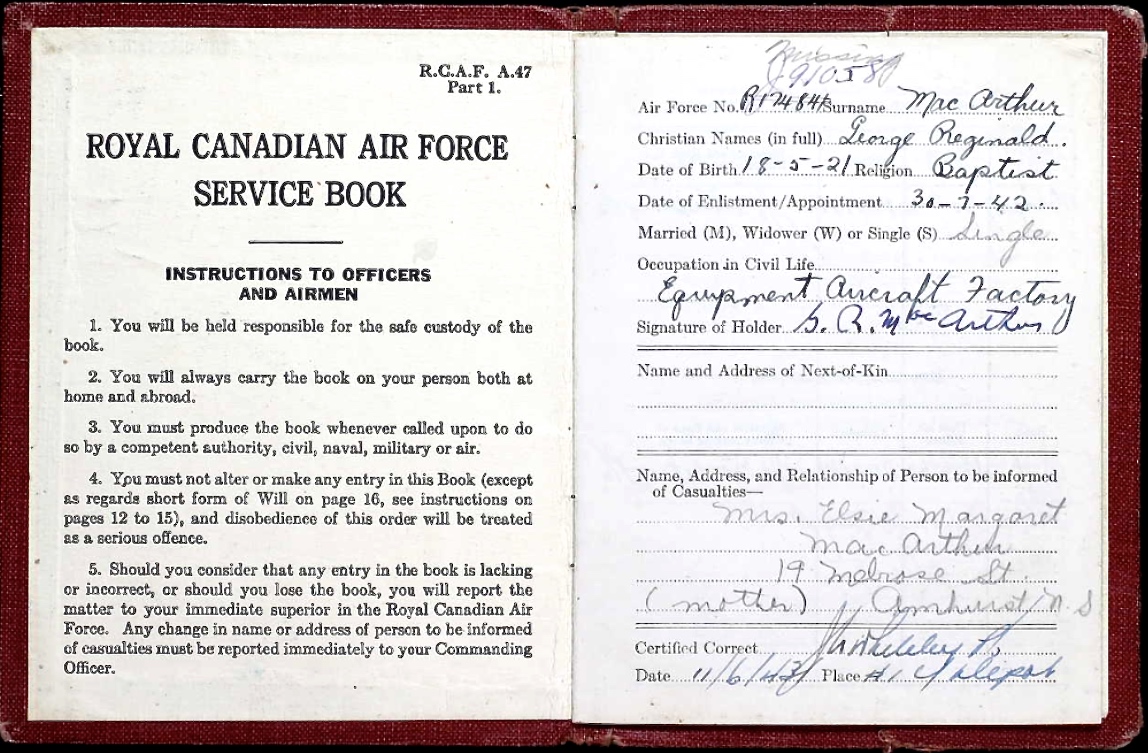 R.C.A.F. A.47
Part 1.
ROYAL CANADIAN AIR FORCE
SERVICE BOOK
INSTRUCTIONS TO OFFICERS
AND AIRMEN
1. You will be held responsible for the safe custody of the
book.
2. You will always carry the book on your person both at
home and abroad.
3. You must produce the book whenever called upon to do
so by a competent authority, civil, naval, military or air.
4. You must not alter or make any entry in this Book (except
as regards short form of Will on page 16, see instructions on
pages 12 to 15), and disobedience of this order will be treated
as a serious offence.
5. Should you consider that any entry in the book is lacking
or incorrect, or should you lose the book, you will report the
matter to your immediate superior in the Royal Canadian Air
Force. Any change in name or address of person to be informed
of casualties must be reported immediately to your Commanding
Officer.
Missing
Air Force No. Surname Mac Arthur
Christian Names (in full) George Reginald.
Date of Birth 18-5-21 Religion Baptist
Date of Enlistment/Appointment 30-7-42.
Married (M), Widower (W) or Single (S) Single
Occupation in Civil Life
Equipment Aircraft Factory
Signature of Holder G. R. MacArthur
Name and Address of Next-of-Kin
Name, Address, and Relationship of Person to be informed
of Casualties—
Mrs. Elsie Margaret
MacArthur
19 Melrose St.
(mother) Amhurst, N.S
Certified Correct
Date 11/6/43 Place